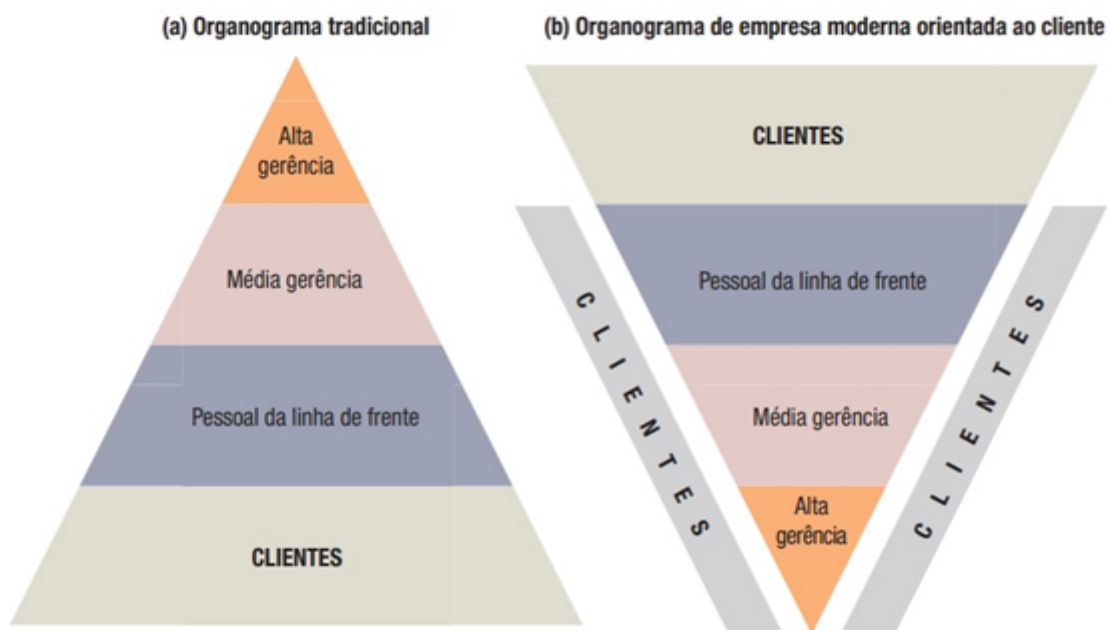 (a) Organograma tradicional
Alta
gerência
Média gerência
Pessoal da linha de frente
CLIENTES
(b) Organograma de empresa moderna orientada ao cliente
CLIENTES
Pessoal da linha de frente
Média gerência
Alta
gerência
CLIENTES
CLIENTES